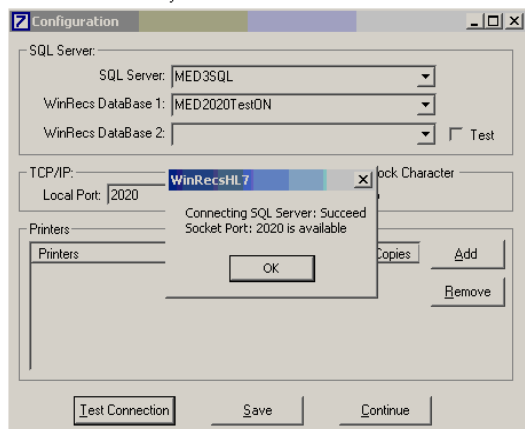 Configuration
SQL Server:
SQL Server: MED3SQL
WinRecs DataBase 1: MED2020TestON
WinRecs DataBase 2:
Test
TCP/IP:
ock Character
Local Port: 2020
WinRecsHL7
Connecting SQL Server: Succeed
Socket Port: 2020 is available
OK
Printers
Printers
Copies
Add
Remove
Test Connection
Save
Continue